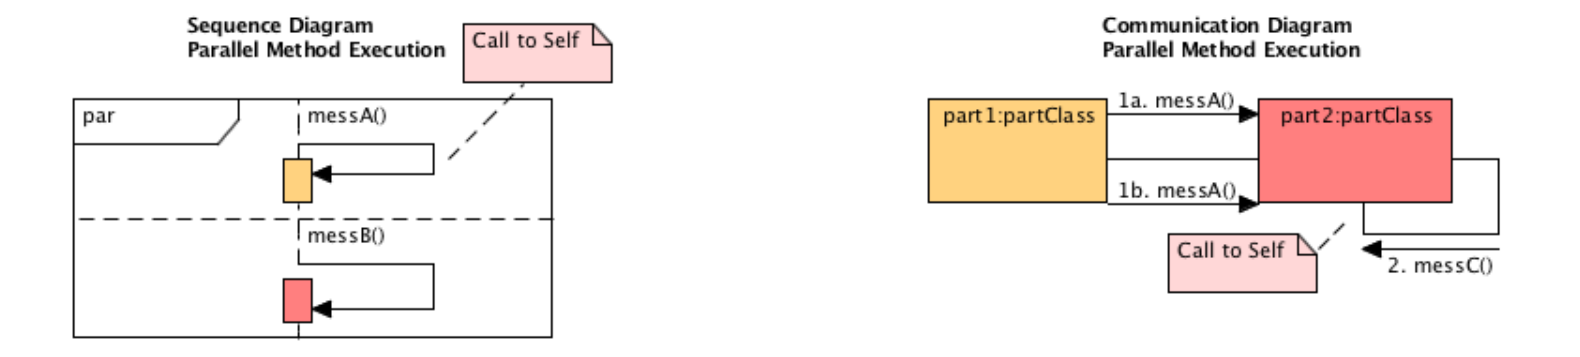 Sequence Diagram
Parallel Method Execution
Call to Self
par
messA()
messB()
Communication Diagram
Parallel Method Execution
part1:partClass
1a. messA()
part2:partClass
1b. messA()
Call to Self
2. messC()